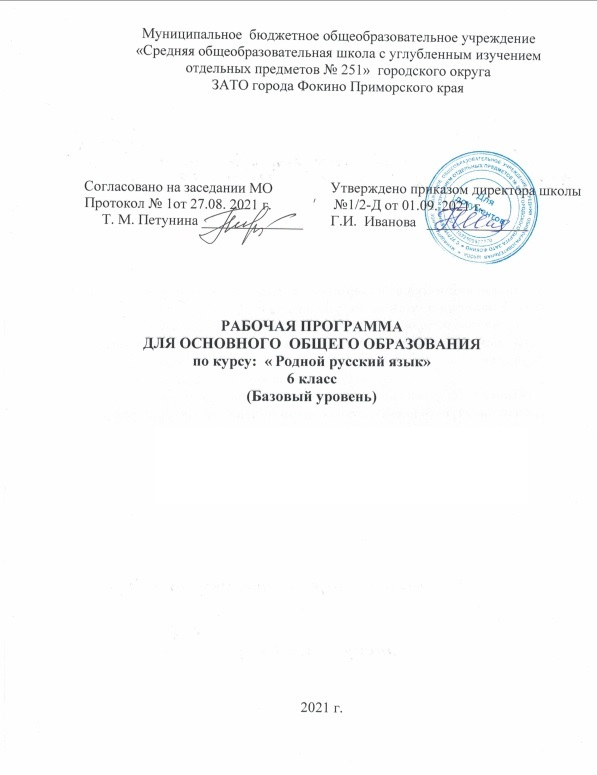 Муниципальное бюджетное общеобразовательное учреждение
«Средняя общеобразовательная школа с углубленным изучением
отдельных предметов № 251» городского округа
ЗАТО города Фокино Приморского края
Согласовано на заседании МО
Протокол № 1от 27.08. 2021 г.
Т. М. Петунина
Утверждено приказом директора школы
№1/2-Д от 01.09. 2021 г.
Г.И. Иванова
Для
документов
РАБОЧАЯ ПРОГРАММА
ДЛЯ ОСНОВНОГО ОБЩЕГО ОБРАЗОВАНИЯ
по курсу: « Родной русский язык»
6 класс
(Базовый уровень)
2021 г.